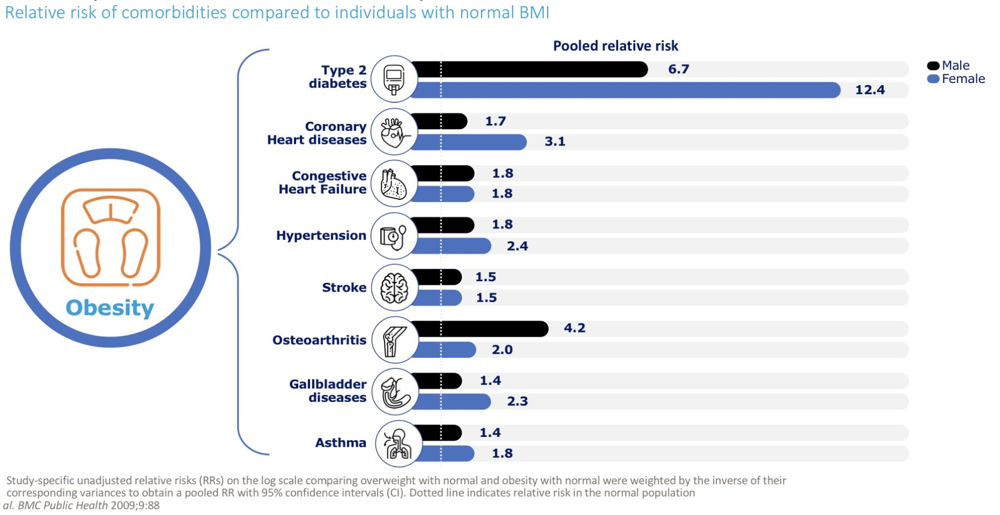 Relative risk of comorbidities compared to individuals with normal BMI
Pooled relative risk
Male
Female
Type 2
diabetes
6.7
12.4
Coronary
Heart diseases
1.7
3.1
Congestive
Heart Failure
1.8
1.8
Hypertension
1.8
2.4
Stroke
1.5
1.5
Osteoarthritis
4.2
2.0
Gallbladder
diseases
1.4
2.3
Asthma
1.4
1.8
Obesity
Study-specific unadjusted relative risks (RRs) on the log scale comparing overweight with normal and obesity with normal were weighted by the inverse of their
corresponding variances to obtain a pooled RR with 95% confidence intervals (CI). Dotted line indicates relative risk in the normal population
al. BMC Public Health 2009;9:88